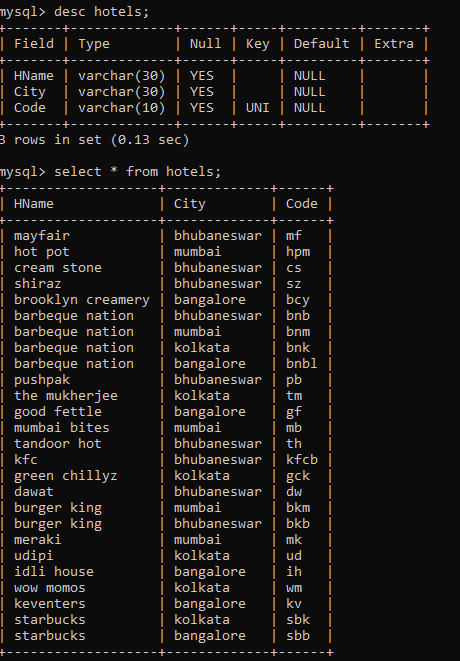 mysql> desc hotels;
+-------+-------------+------+-----+---------+-------+
| Field | Type        | Null | Key | Default | Extra |
+-------+-------------+------+-----+---------+-------+
| HName | varchar(30) | YES  |     | NULL    |       |
| City  | varchar(30) | YES  |     | NULL    |       |
| Code  | varchar(10) | YES  | UNI | NULL    |       |
+-------+-------------+------+-----+---------+-------+
3 rows in set (0.13 sec)
mysql> select * from hotels;
+-------------------+-------------+------+
| HName             | City        | Code |
+-------------------+-------------+------+
| mayfair           | bhubaneswar | mf   |
| hot pot           | mumbai      | hpm  |
| cream stone       | bhubaneswar | cs   |
| shiraz            | bhubaneswar | sz   |
| brooklyn creamery | bangalore   | bcy  |
| barbeque nation   | bhubaneswar | bnb  |
| barbeque nation   | mumbai      | bnm  |
| barbeque nation   | kolkata     | bnk  |
| barbeque nation   | bangalore   | bnbl |
| pushpak           | bhubaneswar | pb   |
| the mukherjee     | kolkata     | tm   |
| good fettle       | bangalore   | gf   |
| mumbai bites      | mumbai      | mb   |
| tandoor hot       | bhubaneswar | th   |
| kfc               | bhubaneswar | kfcb |
| green chillyz     | kolkata     | gck  |
| dawat             | bhubaneswar | dw   |
| burger king       | mumbai      | bkm  |
| burger king       | bhubaneswar | bkb  |
| meraki            | mumbai      | mk   |
| udipi             | kolkata     | ud   |
| idli house        | bangalore   | ih   |
| wow momos         | kolkata     | wm   |
| keventers         | bangalore   | kv   |
| starbucks         | kolkata     | sbk  |
| starbucks         | bangalore   | sbb  |
+-------------------+-------------+------+